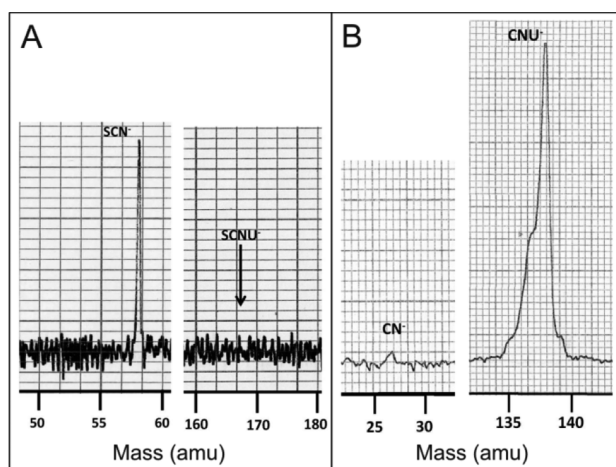 A
SCN-
SCNU-
50 55 60
160 170 180
Mass (amu)
B
CNU-
CN-
25 30
135 140
Mass (amu)